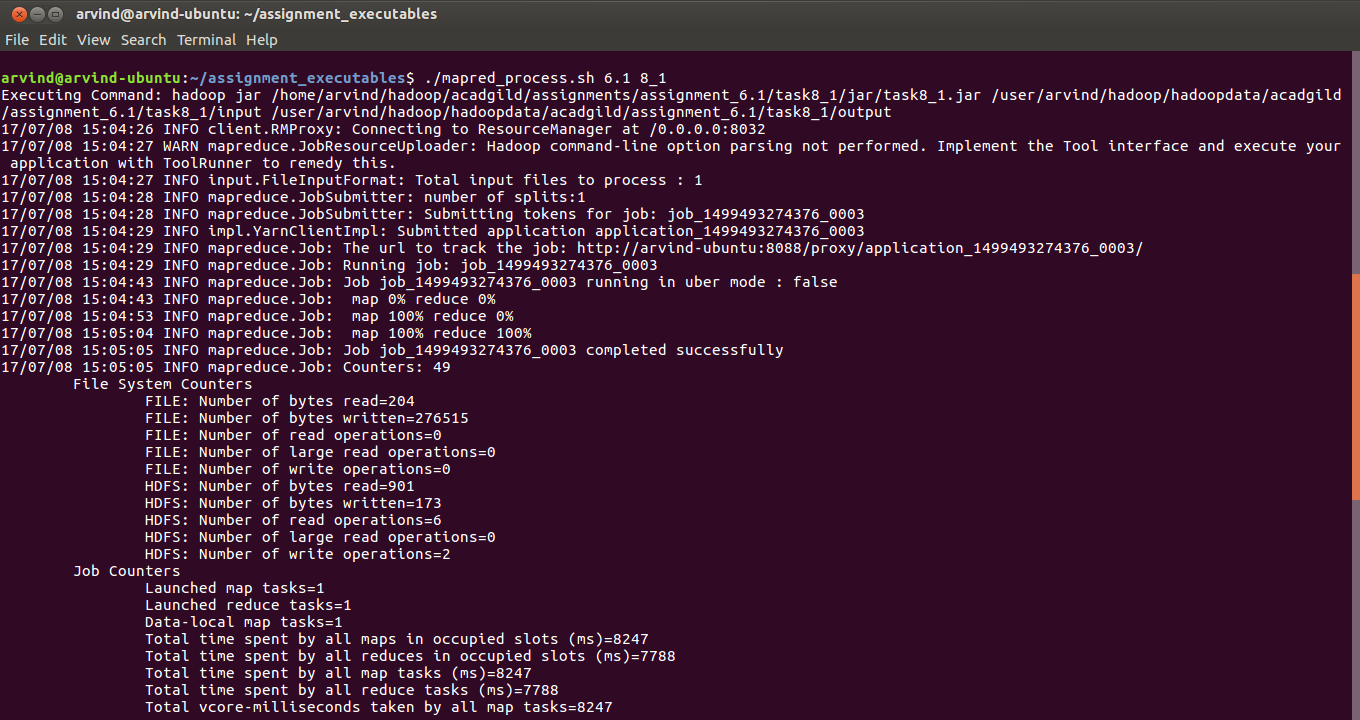 arvind@arvind-ubuntu: ~/assignment_executables
File Edit View Search Terminal Help
arvind@arvind-ubuntu:~/assignment_executables$ ./mapred_process.sh 6.1 8_1
Executing Command: hadoop jar /home/arvind/hadoop/acadgild/assignments/assignment_6.1/task8_1/jar/task8_1.jar /user/arvind/hadoop/hadoopdata/acadgild
/assignment_6.1/task8_1/input /user/arvind/hadoop/hadoopdata/acadgild/assignment_6.1/task8_1/output
17/07/08 15:04:26 INFO client.RMProxy: Connecting to ResourceManager at /0.0.0.0:8032
17/07/08 15:04:27 WARN mapreduce.JobResourceUploader: Hadoop command-line option parsing not performed. Implement the Tool interface and execute your
 application with ToolRunner to remedy this.
17/07/08 15:04:27 INFO input.FileInputFormat: Total input files to process : 1
17/07/08 15:04:28 INFO mapreduce.JobSubmitter: number of splits:1
17/07/08 15:04:28 INFO mapreduce.JobSubmitter: Submitting tokens for job: job_1499493274376_0003
17/07/08 15:04:29 INFO impl.YarnClientImpl: Submitted application application_1499493274376_0003
17/07/08 15:04:29 INFO mapreduce.Job: The url to track the job: http://arvind-ubuntu:8088/proxy/application_1499493274376_0003/
17/07/08 15:04:29 INFO mapreduce.Job: Running job: job_1499493274376_0003
17/07/08 15:04:43 INFO mapreduce.Job: Job job_1499493274376_0003 running in uber mode : false
17/07/08 15:04:43 INFO mapreduce.Job:  map 0% reduce 0%
17/07/08 15:04:53 INFO mapreduce.Job:  map 100% reduce 0%
17/07/08 15:05:04 INFO mapreduce.Job:  map 100% reduce 100%
17/07/08 15:05:05 INFO mapreduce.Job: Job job_1499493274376_0003 completed successfully
17/07/08 15:05:05 INFO mapreduce.Job: Counters: 49
File System Counters
FILE: Number of bytes read=204
FILE: Number of bytes written=276515
FILE: Number of read operations=0
FILE: Number of large read operations=0
FILE: Number of write operations=0
HDFS: Number of bytes read=901
HDFS: Number of bytes written=173
HDFS: Number of read operations=6
HDFS: Number of large read operations=0
HDFS: Number of write operations=2
Job Counters
Launched map tasks=1
Launched reduce tasks=1
Data-local map tasks=1
Total time spent by all maps in occupied slots (ms)=8247
Total time spent by all reduces in occupied slots (ms)=7788
Total time spent by all map tasks (ms)=8247
Total time spent by all reduce tasks (ms)=7788
Total vcore-milliseconds taken by all map tasks=8247